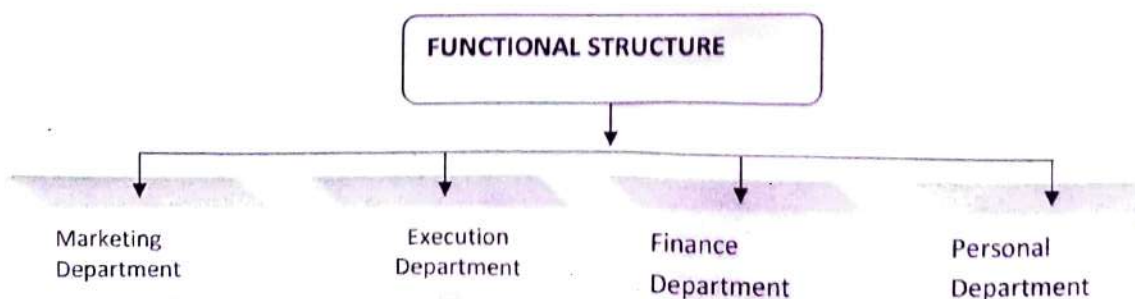 FUNCTIONAL STRUCTURE
Marketing
Department
Execution
Department
Finance
Department
Personal
Department